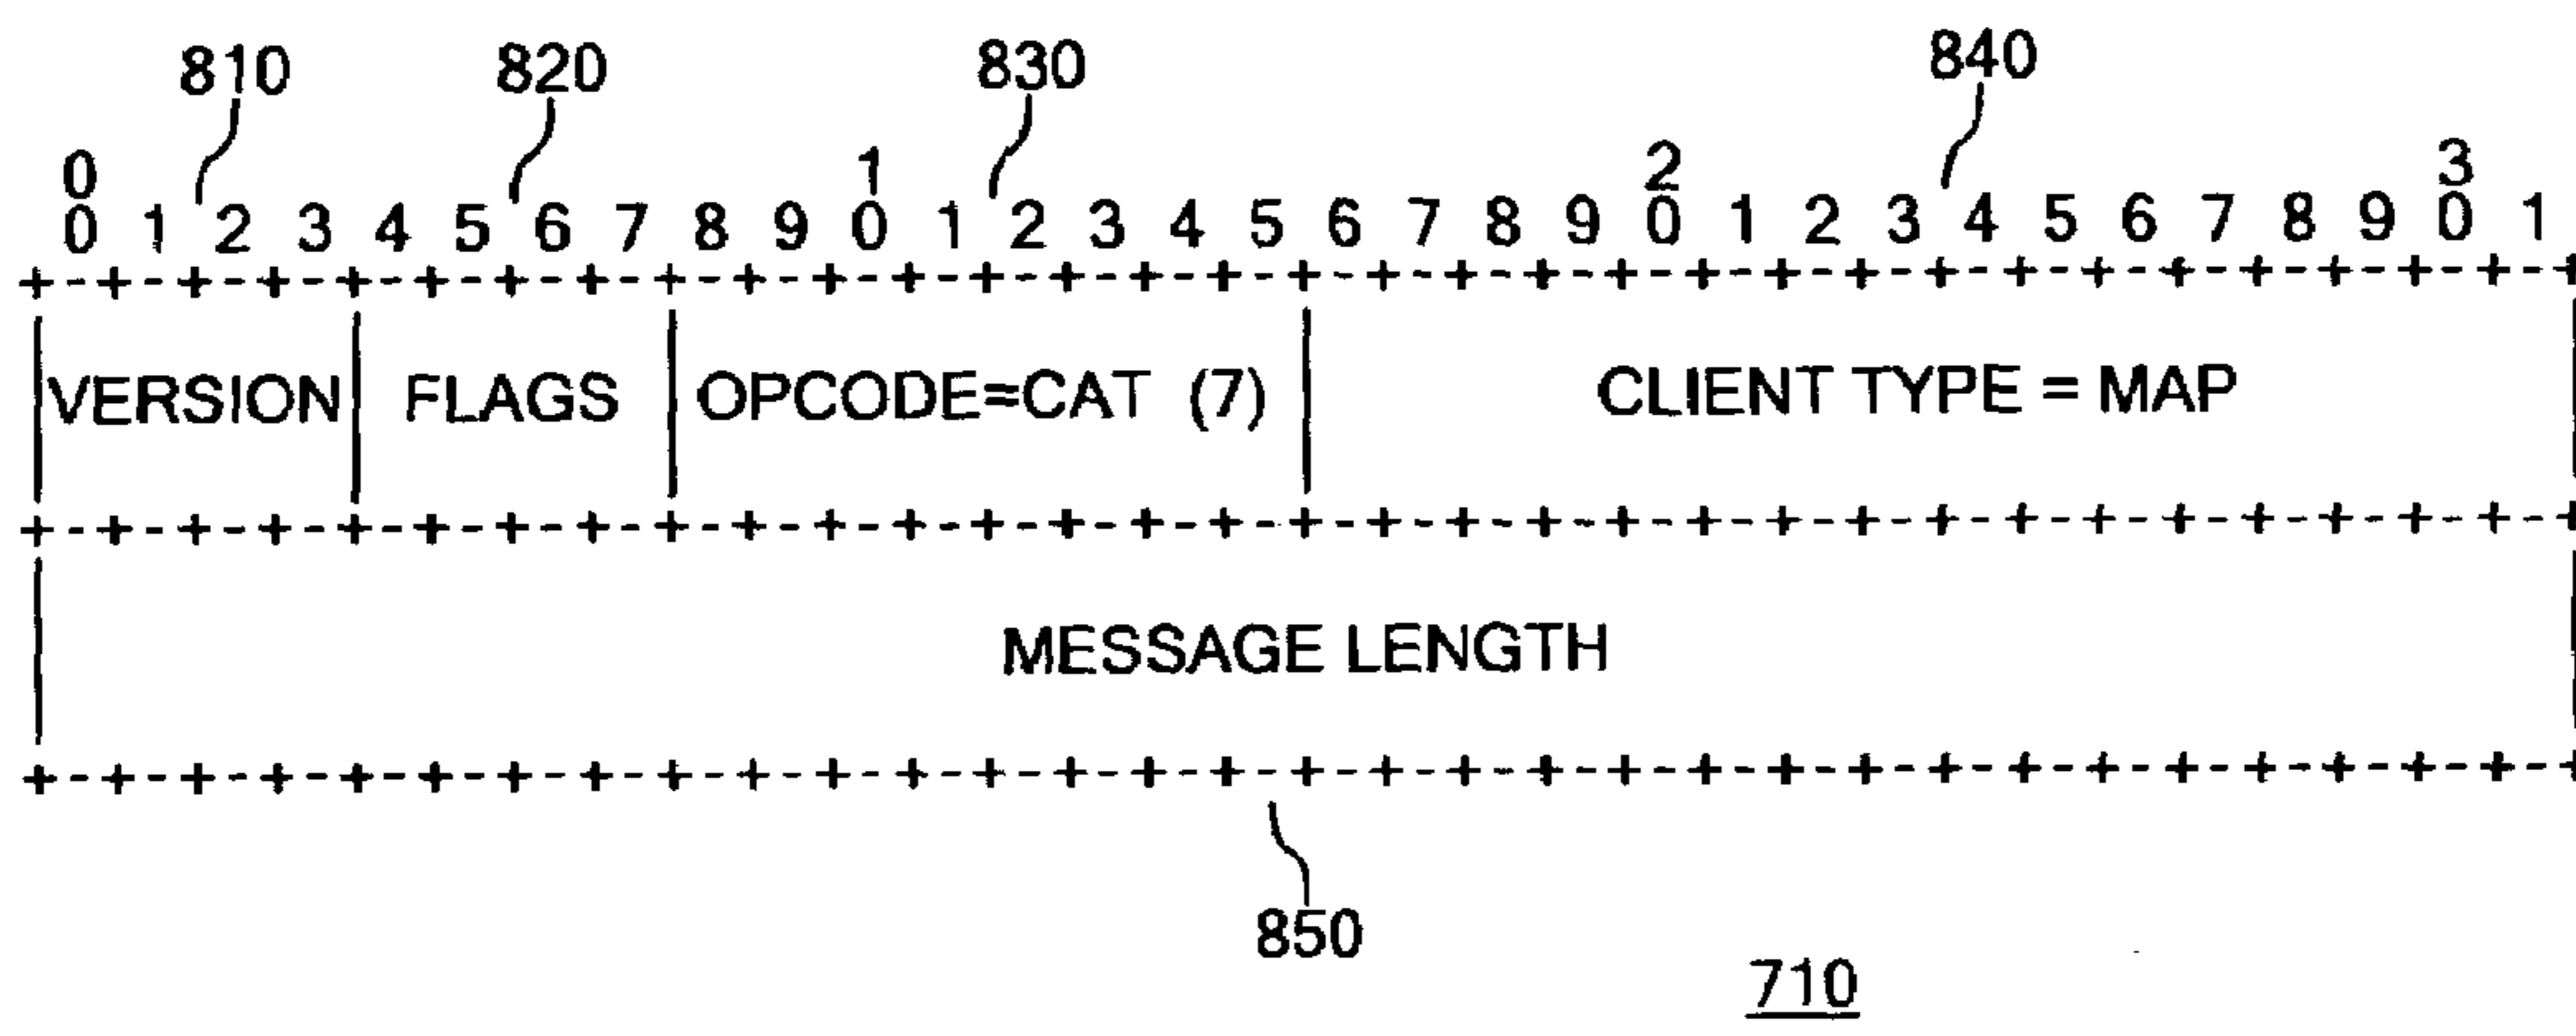 810 820 830 840
0 1 2 3
0 1 2 3 4 5 6 7 8 9 0 1 2 3 4 5 6 7 8 9 0 1 2 3 4 5 6 7 8 9 0 1
+-+-+-+-+-+-+-+-+-+-+-+-+-+-+-+-+-+-+-+-+-+-+-+-+-+-+-+-+-+-+-+-+
|VERSION| FLAGS |OPCODE=CAT (7)| CLIENT TYPE = MAP |
+-+-+-+-+-+-+-+-+-+-+-+-+-+-+-+-+-+-+-+-+-+-+-+-+-+-+-+-+-+-+-+-+
| MESSAGE LENGTH |
+-+-+-+-+-+-+-+-+-+-+-+-+-+-+-+-+-+-+-+-+-+-+-+-+-+-+-+-+-+-+-+-+
850
710